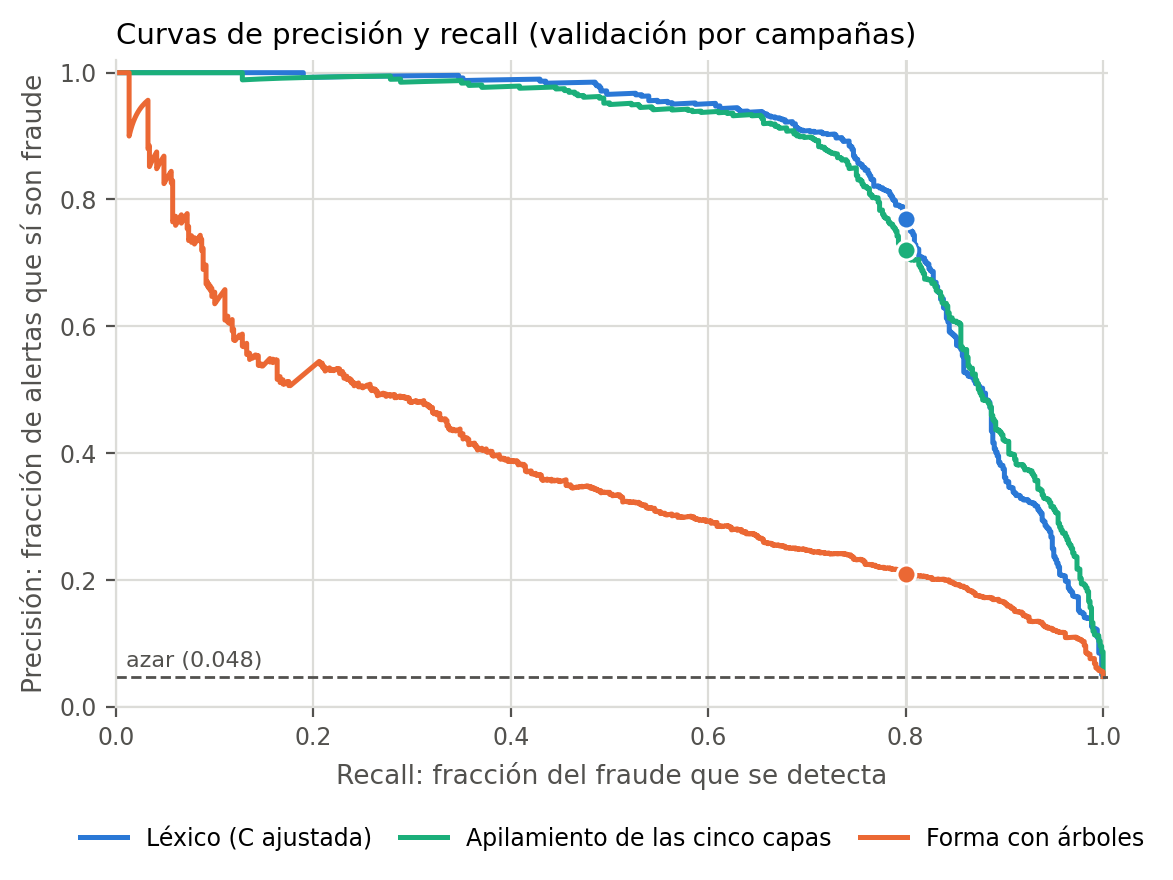 Curvas de precisión y recall (validación por campañas)
Precisión: fracción de alertas que sí son fraude
1.0
0.8
0.6
0.4
0.2
0.0
azar (0.048)
0.0 0.2 0.4 0.6 0.8 1.0
Recall: fracción del fraude que se detecta
Léxico (C ajustada) Apilamiento de las cinco capas Forma con árboles